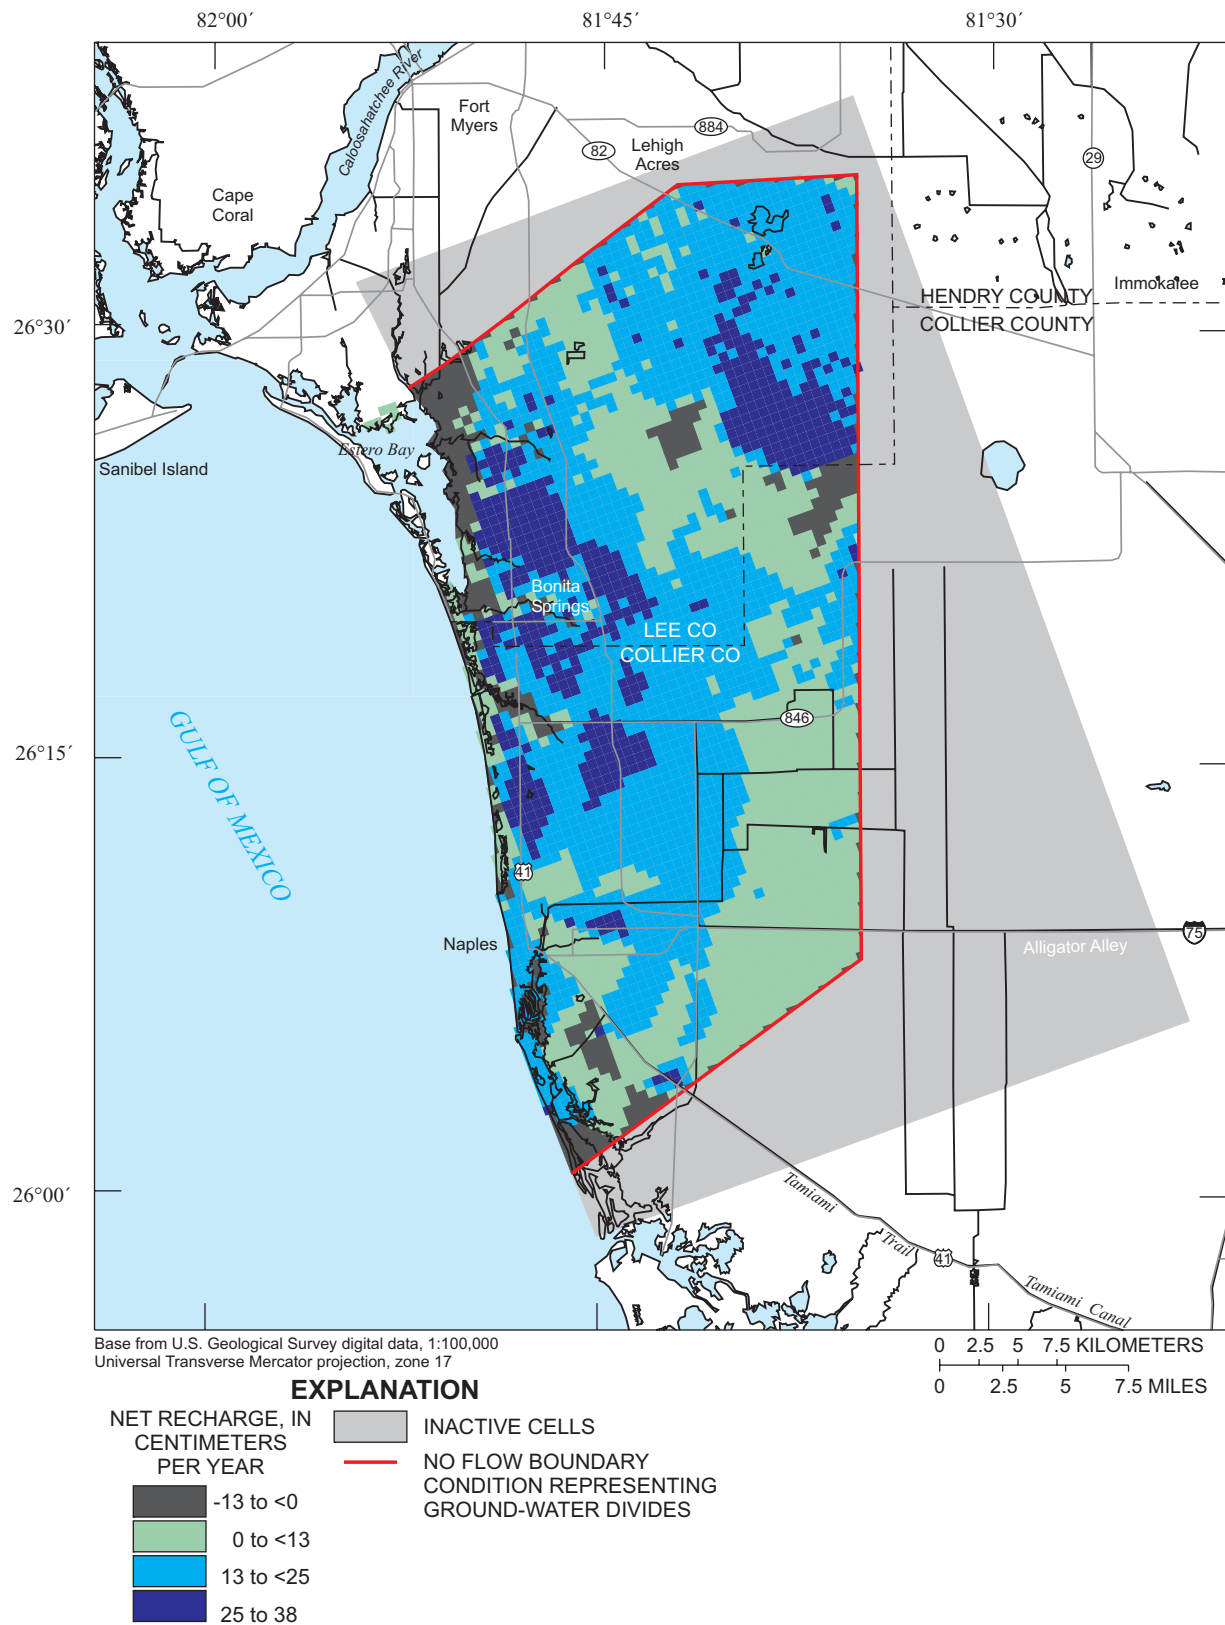 82°00´ 81°45´ 81°30´
Caloosahatchee River
Fort
Myers
884
82
Lehigh
Acres
29
Cape
Coral
Immokalee
HENDRY COUNTY
COLLIER COUNTY
26°30´
Estero Bay
Sanibel Island
Bonita
Springs
LEE CO
COLLIER CO
846
GULF OF MEXICO
26°15´
41
Naples
75
Alligator Alley
26°00´
Tamiami
Trail
41
Tamiami Canal
Base from U.S. Geological Survey digital data, 1:100,000
Universal Transverse Mercator projection, zone 17
0 2.5 5 7.5 KILOMETERS
0 2.5 5 7.5 MILES
EXPLANATION
NET RECHARGE, IN
CENTIMETERS
PER YEAR
-13 to <0
0 to <13
13 to <25
25 to 38
INACTIVE CELLS
NO FLOW BOUNDARY
CONDITION REPRESENTING
GROUND-WATER DIVIDES